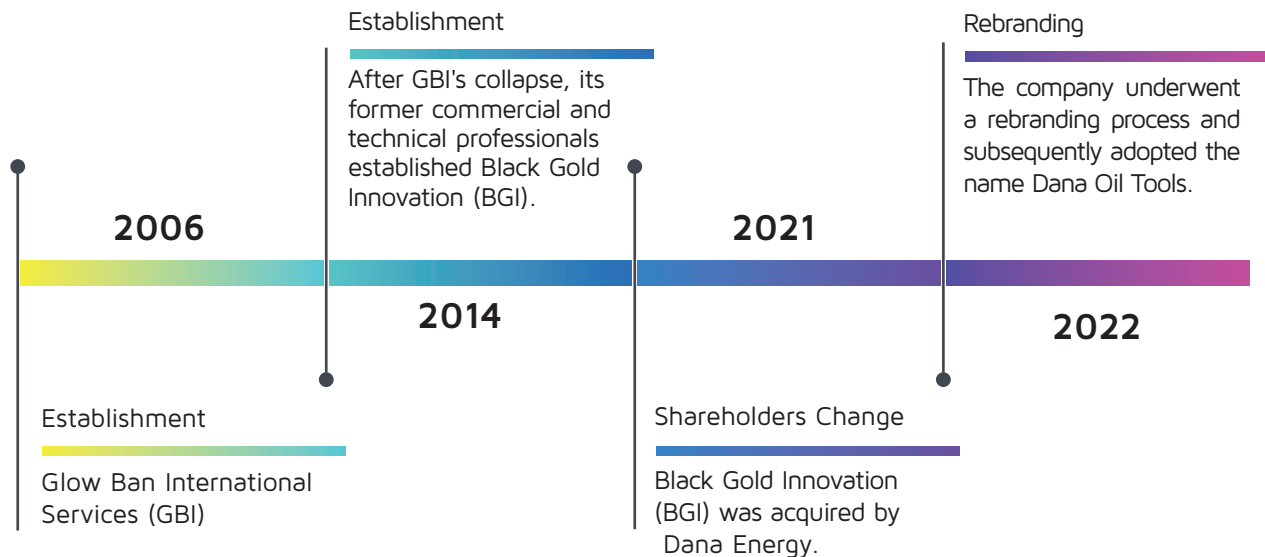 Establishment
After GBI's collapse, its
former commercial and
technical professionals
established Black Gold
Innovation (BGI).
Rebranding
The company underwent
a rebranding process and
subsequently adopted the
name Dana Oil Tools.
2006
2021
2014
2022
Establishment
Glow Ban International
Services (GBI)
Shareholders Change
Black Gold Innovation
(BGI) was acquired by
Dana Energy.